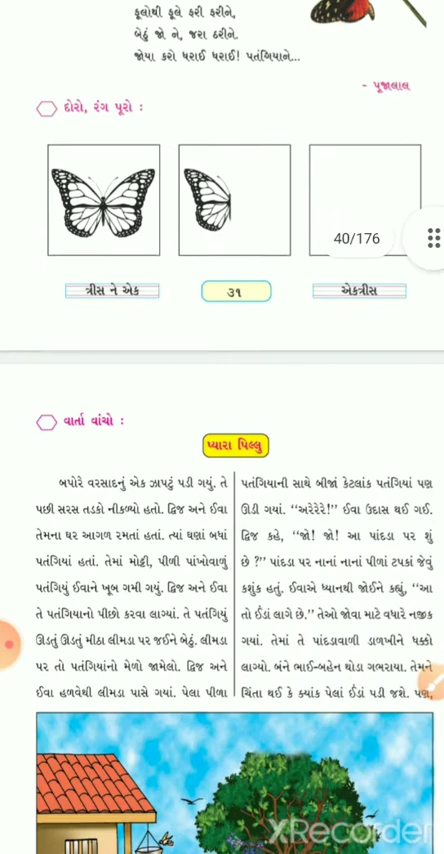 ફૂલોથી ફૂલે ફરી ફરીને,
બેઠું જો ને, જરા ઠરીને.
જોયા કરો ધરાઈ ધરાઈ! પતંગિયાને...
- પૂજાલાલ
દોરો, રંગ પૂરો :
40/176
ત્રીસ ને એક
૩૧
એકત્રીસ
વાર્તા વાંચો :
પ્યારા પિલ્લુ
બપોરે વરસાદનું એક ઝાપટું પડી ગયું. તે
પછી સરસ તડકો નીકળ્યો હતો. દ્વિજ અને ઈવા
તેમના ઘર આગળ રમતાં હતાં. ત્યાં ઘણાં બધાં
પતંગિયાં હતાં. તેમાં મોટ્ટી, પીળી પાંખોવાળું
પતંગિયું ઈવાને ખૂબ ગમી ગયું. દ્વિજ અને ઈવા
તે પતંગિયાનો પીછો કરવા લાગ્યાં. તે પતંગિયું
ઊડતું ઊડતું મીઠા લીમડા પર જઈને બેઠું. લીમડા
પર તો પતંગિયાંનો મેળો જામેલો. દ્વિજ અને
ઈવા હળવેથી લીમડા પાસે ગયાં. પેલા પીળા
પતંગિયાની સાથે બીજાં કેટલાંક પતંગિયાં પણ
ઊડી ગયાં. “અરેરેરે!” ઈવા ઉદાસ થઈ ગઈ.
દ્વિજ કહે, “જો! જો! આ પાંદડા પર શું
છે ?” પાંદડા પર નાનાં નાનાં પીળાં ટપકાં જેવું
કશુંક હતું. ઈવાએ ધ્યાનથી જોઈને કહ્યું, “આ
તો ઈંડાં લાગે છે.” તેઓ જોવા માટે વધારે નજીક
ગયાં. તેમાં તે પાંદડાવાળી ડાળખીને ધક્કો
લાગ્યો. બંને ભાઈ-બહેન થોડા ગભરાયા. તેમને
ચિંતા થઈ કે ક્યાંક પેલાં ઈંડાં પડી જશે. પણ,
XRecorder